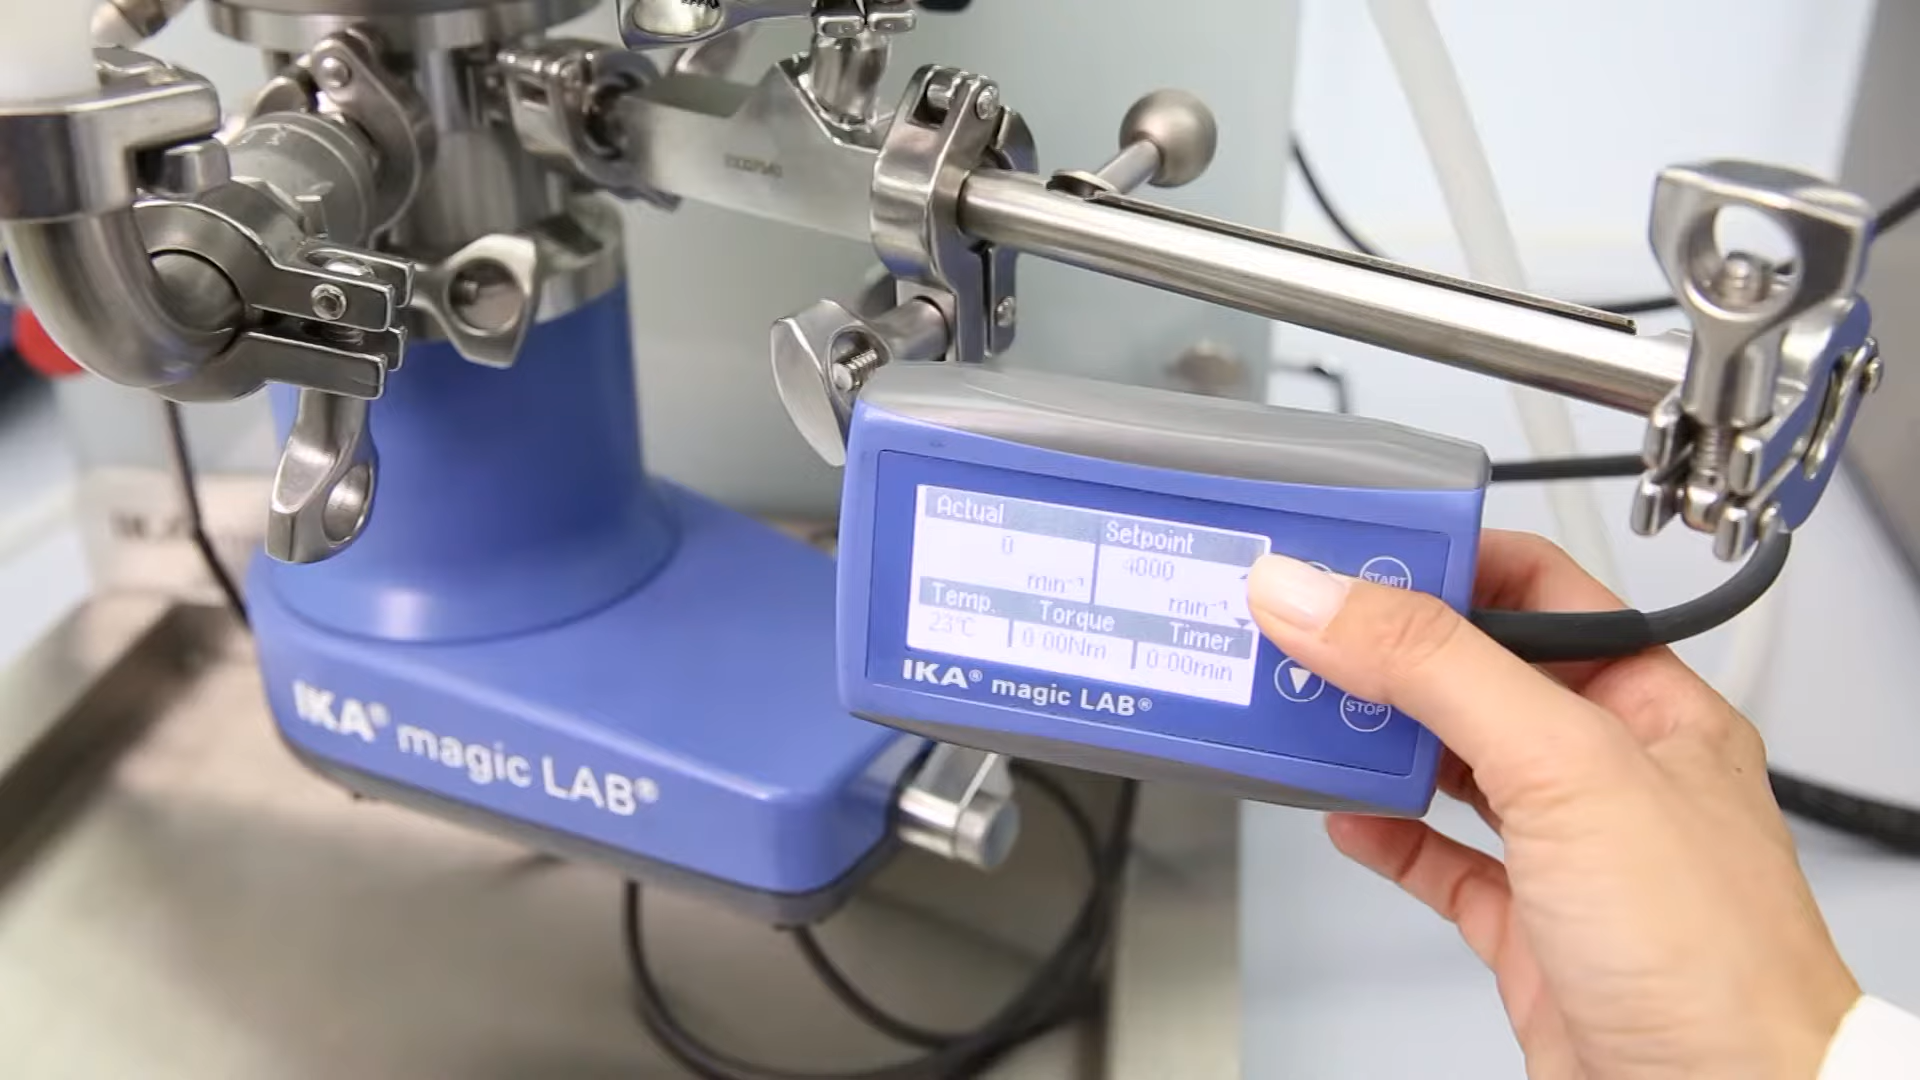 Actual
Setpoint
0
4000
min⁻¹
min⁻¹
Temp.
Torque
Timer
23°C
0:00Nm
0:00min
IKA® magic LAB®
START
STOP
IKA® magic LAB®